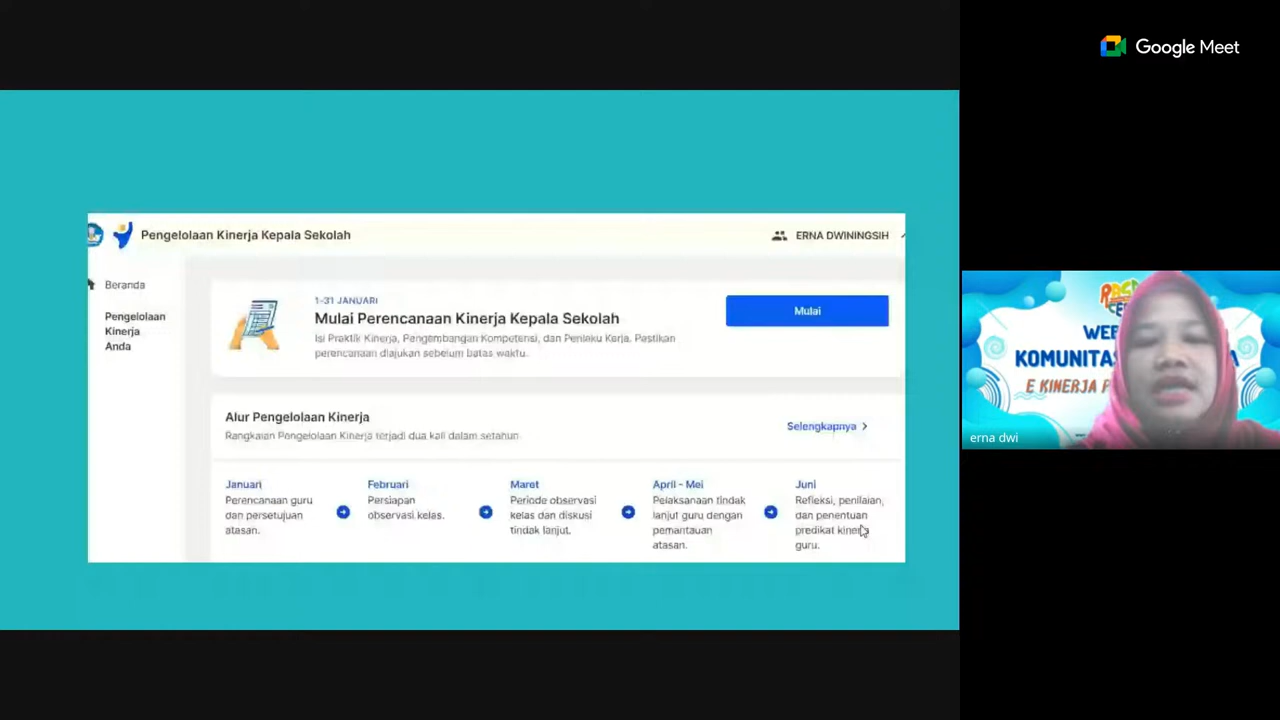 Google Meet
Pengelolaan Kinerja Kepala Sekolah
ERNA DWININGSIH
Beranda
Pengelolaan
Kinerja
Anda
1-31 JANUARI
Mulai Perencanaan Kinerja Kepala Sekolah
Isi Praktik Kinerja, Pengembangan Kompetensi, dan Perilaku Kerja. Pastikan
perencanaan diajukan sebelum batas waktu.
Mulai
Alur Pengelolaan Kinerja
Rangkaian Pengelolaan Kinerja terjadi dua kali dalam setahun
Selengkapnya
Januari
Perencanaan guru
dan persetujuan
atasan.
Februari
Persiapan
observasi kelas.
Maret
Periode observasi
kelas dan diskusi
tindak lanjut.
April - Mei
Pelaksanaan tindak
lanjut guru dengan
pemantauan
atasan.
Juni
Refleksi, penilaian,
dan penentuan
predikat kinerja
guru.
WEB
KOMUNITAS
E KINERJA P
erna dwi